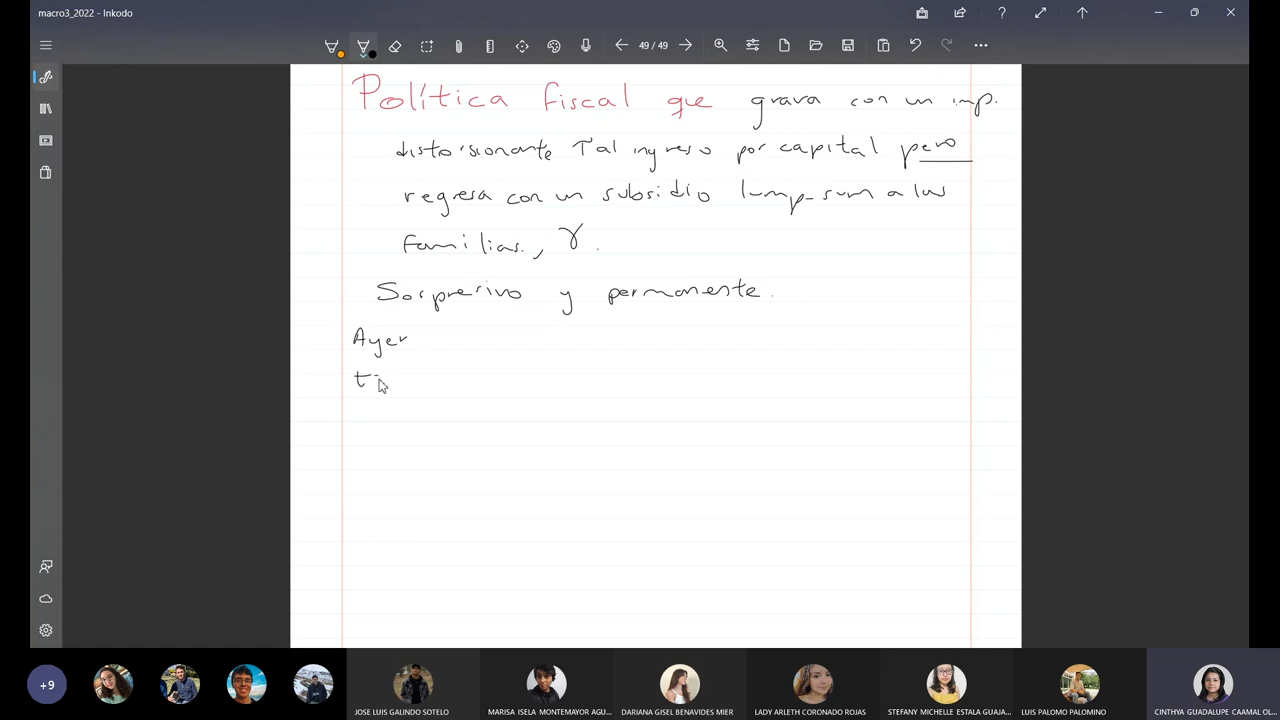 macro3_2022 - Inkodo
49 / 49
Política fiscal que grava con un imp.
distorsionante τ al ingreso por capital pero
regresa con un subsidio lump-sum a las
familias, γ.
Sorpresivo y permanente.
Ayer
t
+9
JOSE LUIS GALINDO SOTELO
MARISA ISELA MONTEMAYOR AGU...
DARIANA GISEL BENAVIDES MIER
LADY ARLETH CORONADO ROJAS
STEFANY MICHELLE ESTALA GUAJA...
LUIS PALOMO PALOMINO
CINTHYA GUADALUPE CAAMAL OL...